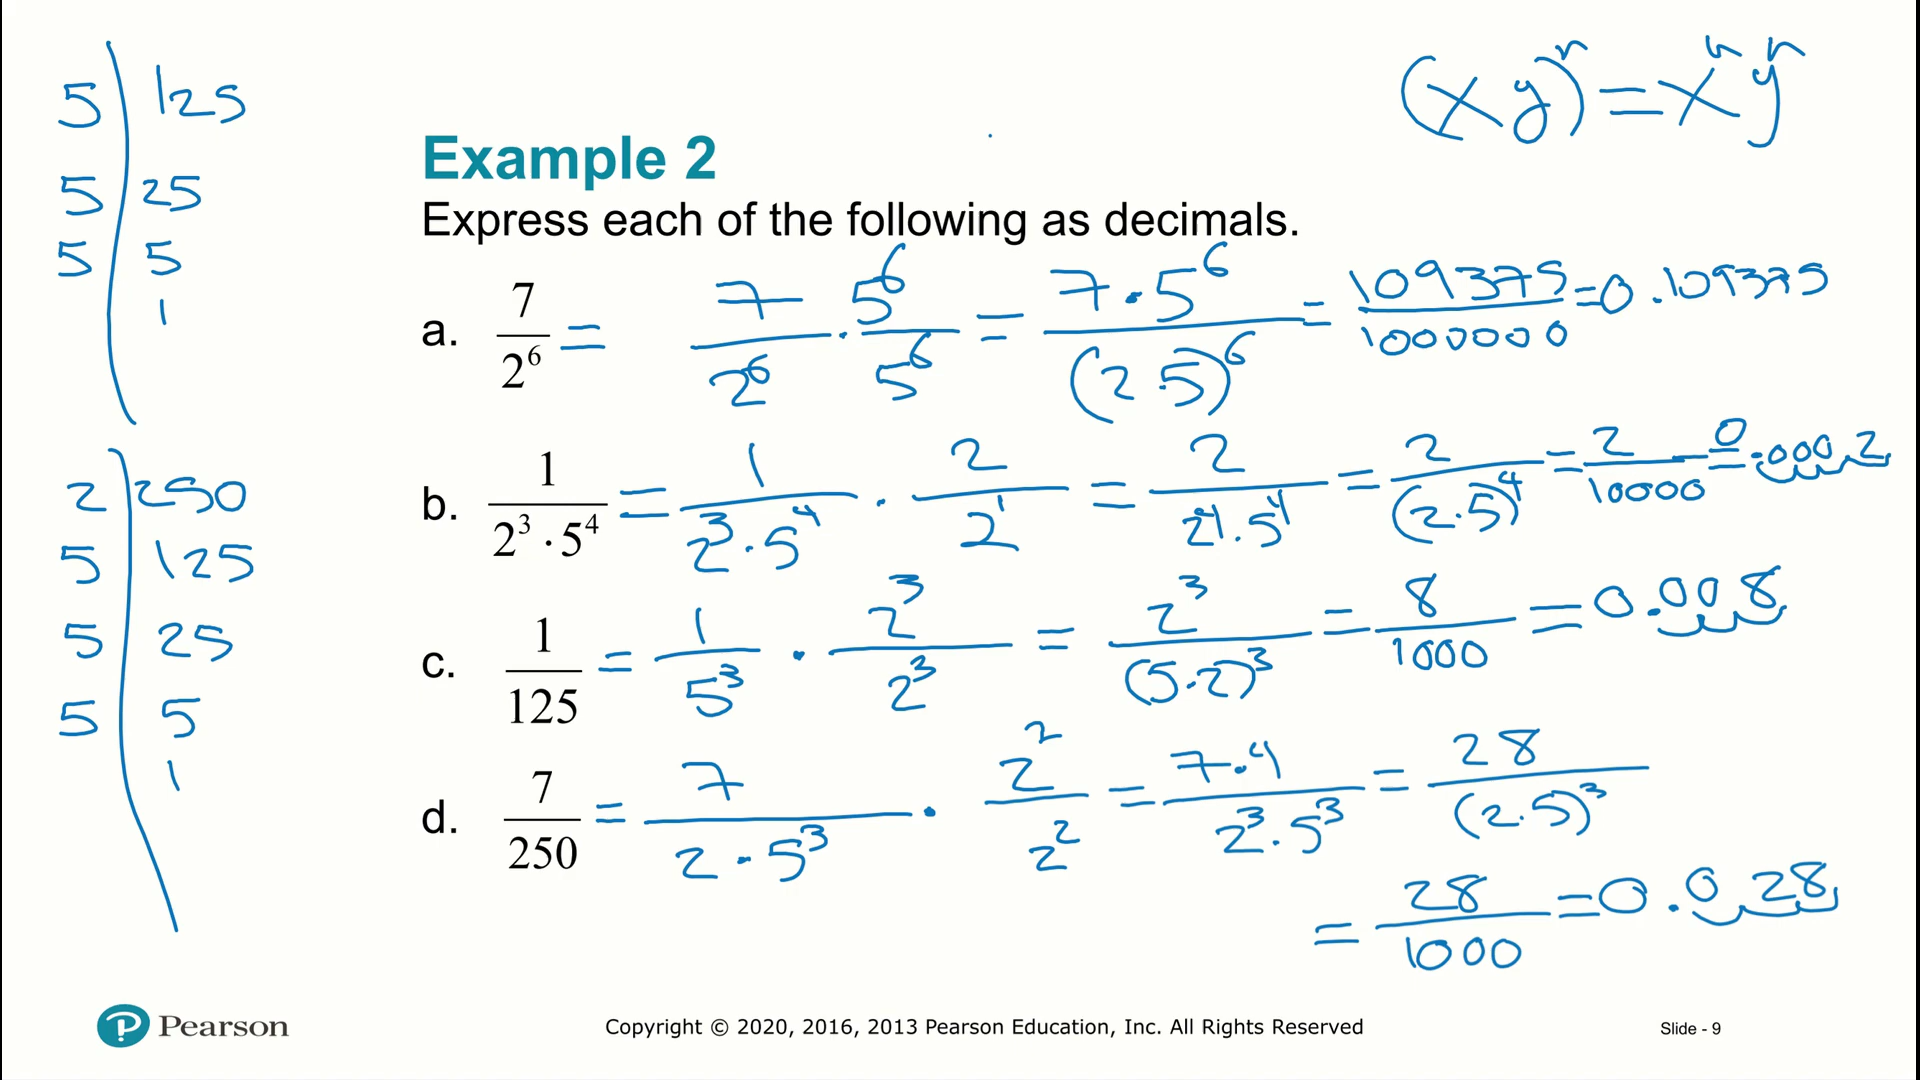 5 | 125
5 | 25
5 | 5
1
2 | 250
5 | 125
5 | 25
5 | 5
1
(xy)^n = x^n y^n
Example 2
Express each of the following as decimals.
a. 7/2^6 = 7/2^6 · 5^6/5^6 = 7·5^6/(2·5)^6 = 109375/1000000 = 0.109375
b. 1/(2^3 · 5^4) = 1/(2^3 · 5^4) · 2/2^1 = 2/(2^4 · 5^4) = 2/(2·5)^4 = 2/10000 = 0.0002
c. 1/125 = 1/5^3 · 2^3/2^3 = 2^3/(5·2)^3 = 8/1000 = 0.008
d. 7/250 = 7/(2·5^3) · 2^2/2^2 = 7·4/(2^3·5^3) = 28/(2·5)^3
= 28/1000 = 0.028
P Pearson
Copyright © 2020, 2016, 2013 Pearson Education, Inc. All Rights Reserved
Slide - 9